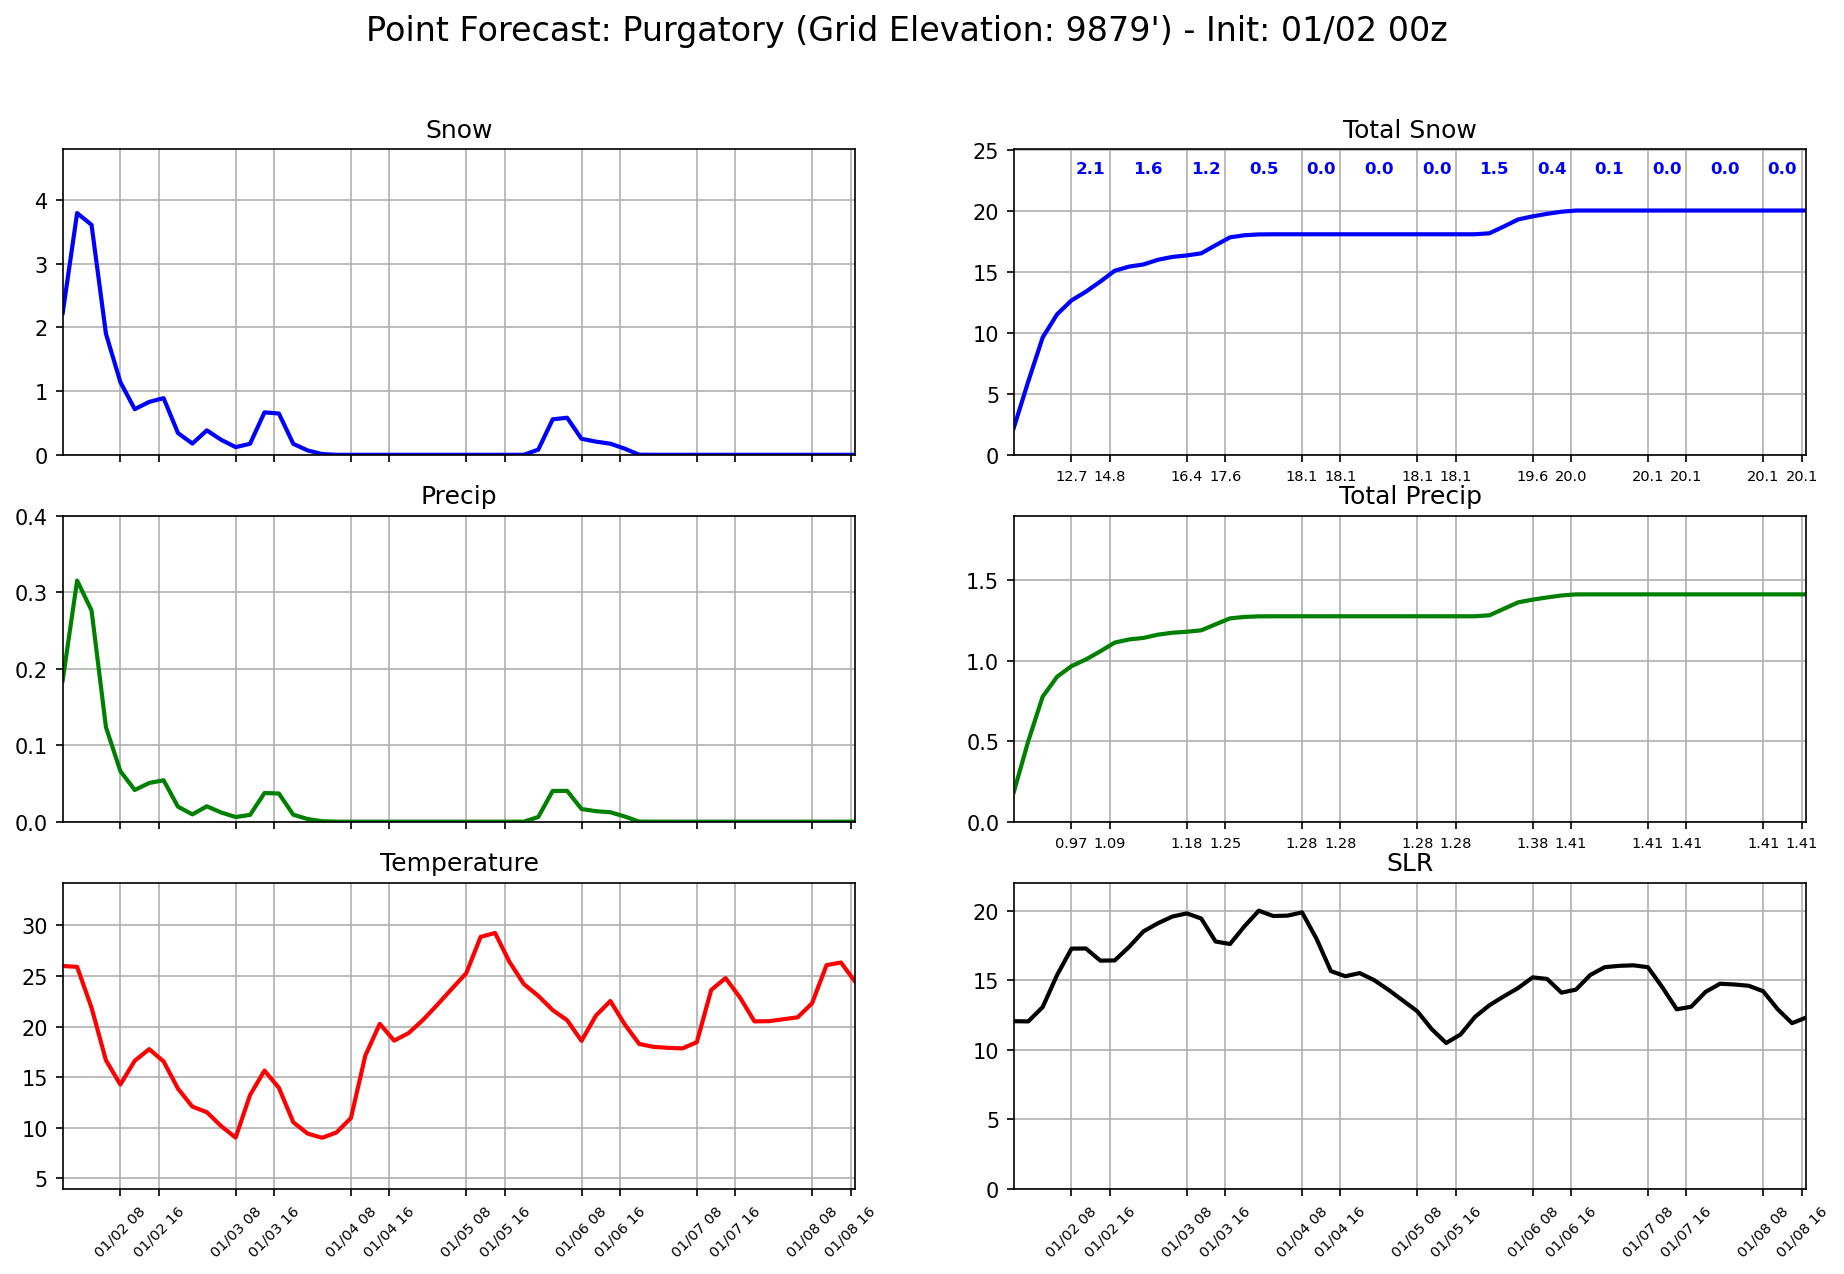 Point Forecast: Purgatory (Grid Elevation: 9879') - Init: 01/02 00z
Snow
4
3
2
1
0
Total Snow
25
20
15
10
5
0
2.1 1.6 1.2 0.5 0.0 0.0 0.0 1.5 0.4 0.1 0.0 0.0 0.0
12.7 14.8 16.4 17.6 18.1 18.1 18.1 18.1 19.6 20.0 20.1 20.1 20.1 20.1
Precip
0.4
0.3
0.2
0.1
0.0
Total Precip
1.5
1.0
0.5
0.0
0.97 1.09 1.18 1.25 1.28 1.28 1.28 1.28 1.38 1.41 1.41 1.41 1.41 1.41
Temperature
30
25
20
15
10
5
01/02 08 01/02 16 01/03 08 01/03 16 01/04 08 01/04 16 01/05 08 01/05 16 01/06 08 01/06 16 01/07 08 01/07 16 01/08 08 01/08 16
SLR
20
15
10
5
0
01/02 08 01/02 16 01/03 08 01/03 16 01/04 08 01/04 16 01/05 08 01/05 16 01/06 08 01/06 16 01/07 08 01/07 16 01/08 08 01/08 16